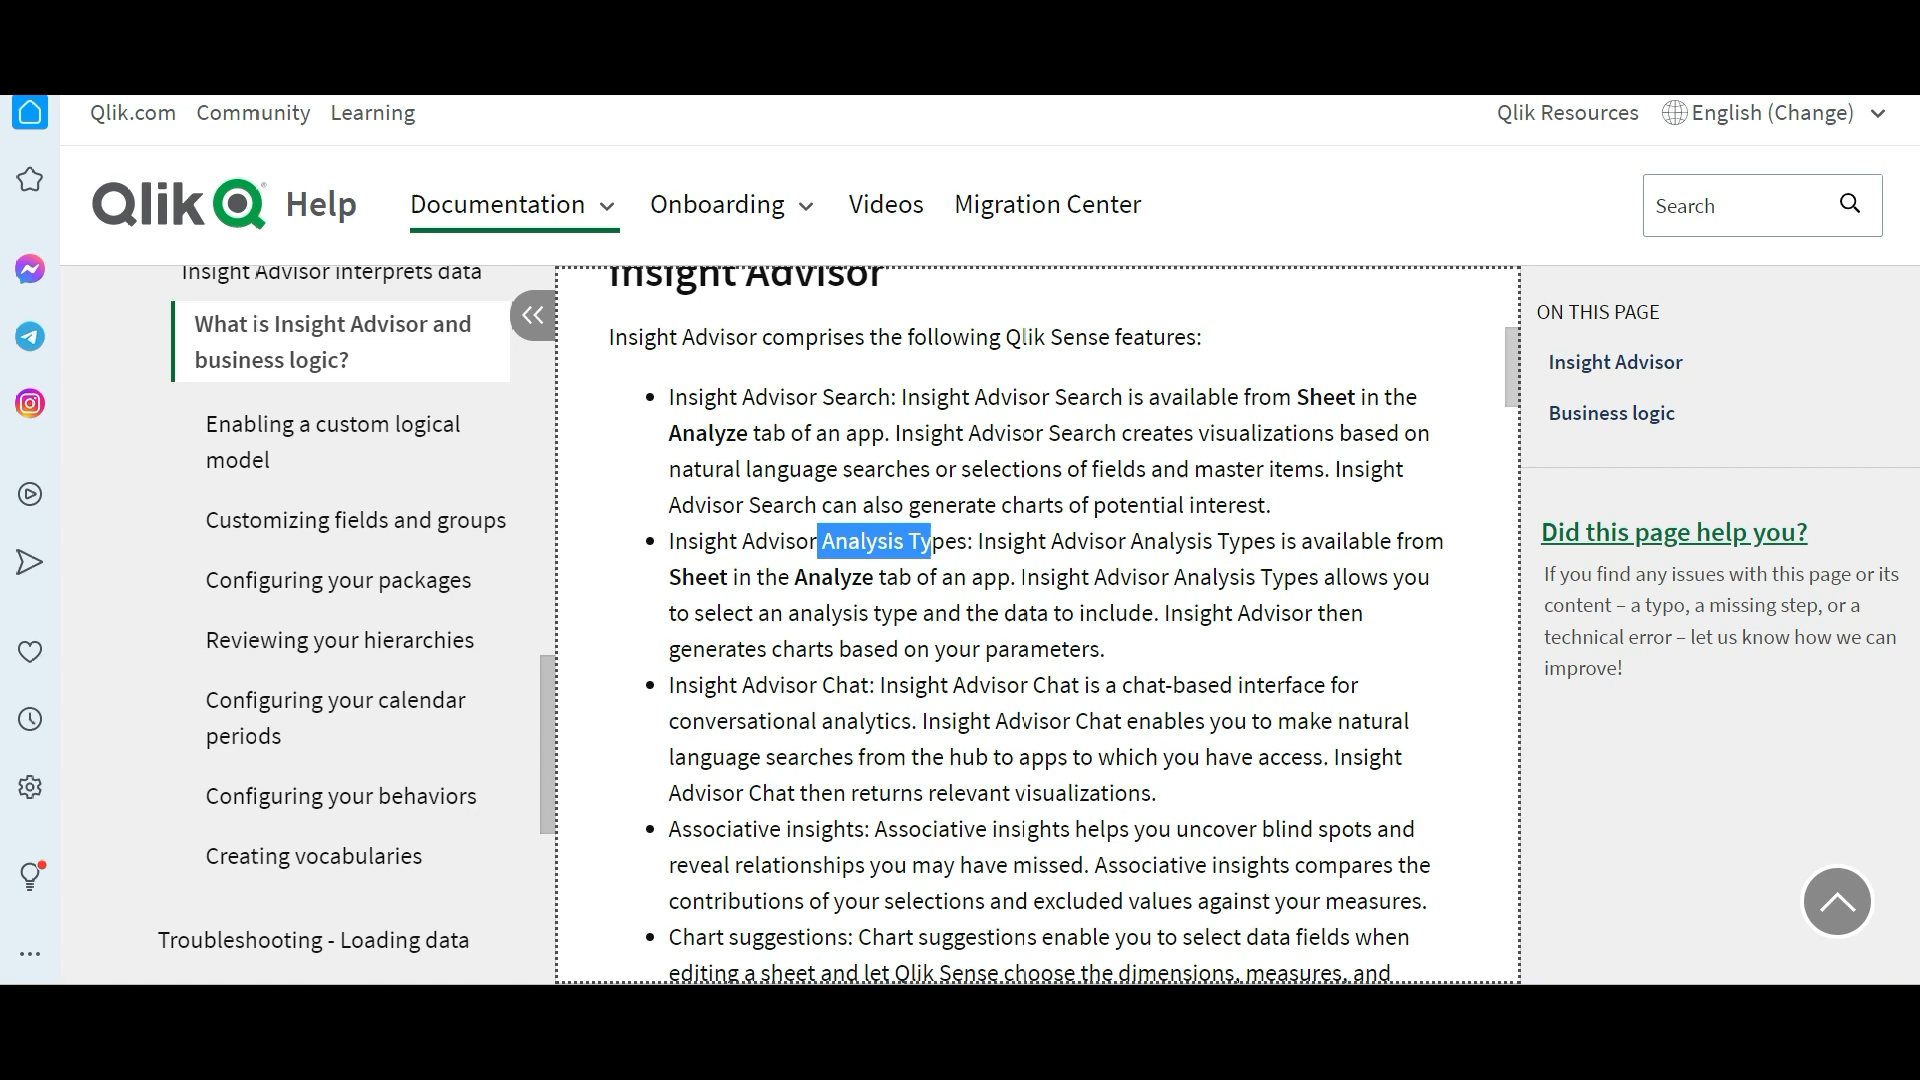 Qlik.com Community Learning
Qlik Resources English (Change)
Qlik Help Documentation Onboarding Videos Migration Center
Search
Insight Advisor interprets data
What is Insight Advisor and
business logic?
Enabling a custom logical
model
Customizing fields and groups
Configuring your packages
Reviewing your hierarchies
Configuring your calendar
periods
Configuring your behaviors
Creating vocabularies
Troubleshooting - Loading data
Insight Advisor
Insight Advisor comprises the following Qlik Sense features:
• Insight Advisor Search: Insight Advisor Search is available from Sheet in the
Analyze tab of an app. Insight Advisor Search creates visualizations based on
natural language searches or selections of fields and master items. Insight
Advisor Search can also generate charts of potential interest.
• Insight Advisor Analysis Types: Insight Advisor Analysis Types is available from
Sheet in the Analyze tab of an app. Insight Advisor Analysis Types allows you
to select an analysis type and the data to include. Insight Advisor then
generates charts based on your parameters.
• Insight Advisor Chat: Insight Advisor Chat is a chat-based interface for
conversational analytics. Insight Advisor Chat enables you to make natural
language searches from the hub to apps to which you have access. Insight
Advisor Chat then returns relevant visualizations.
• Associative insights: Associative insights helps you uncover blind spots and
reveal relationships you may have missed. Associative insights compares the
contributions of your selections and excluded values against your measures.
• Chart suggestions: Chart suggestions enable you to select data fields when
editing a sheet and let Qlik Sense choose the dimensions, measures, and
ON THIS PAGE
Insight Advisor
Business logic
Did this page help you?
If you find any issues with this page or its
content – a typo, a missing step, or a
technical error – let us know how we can
improve!